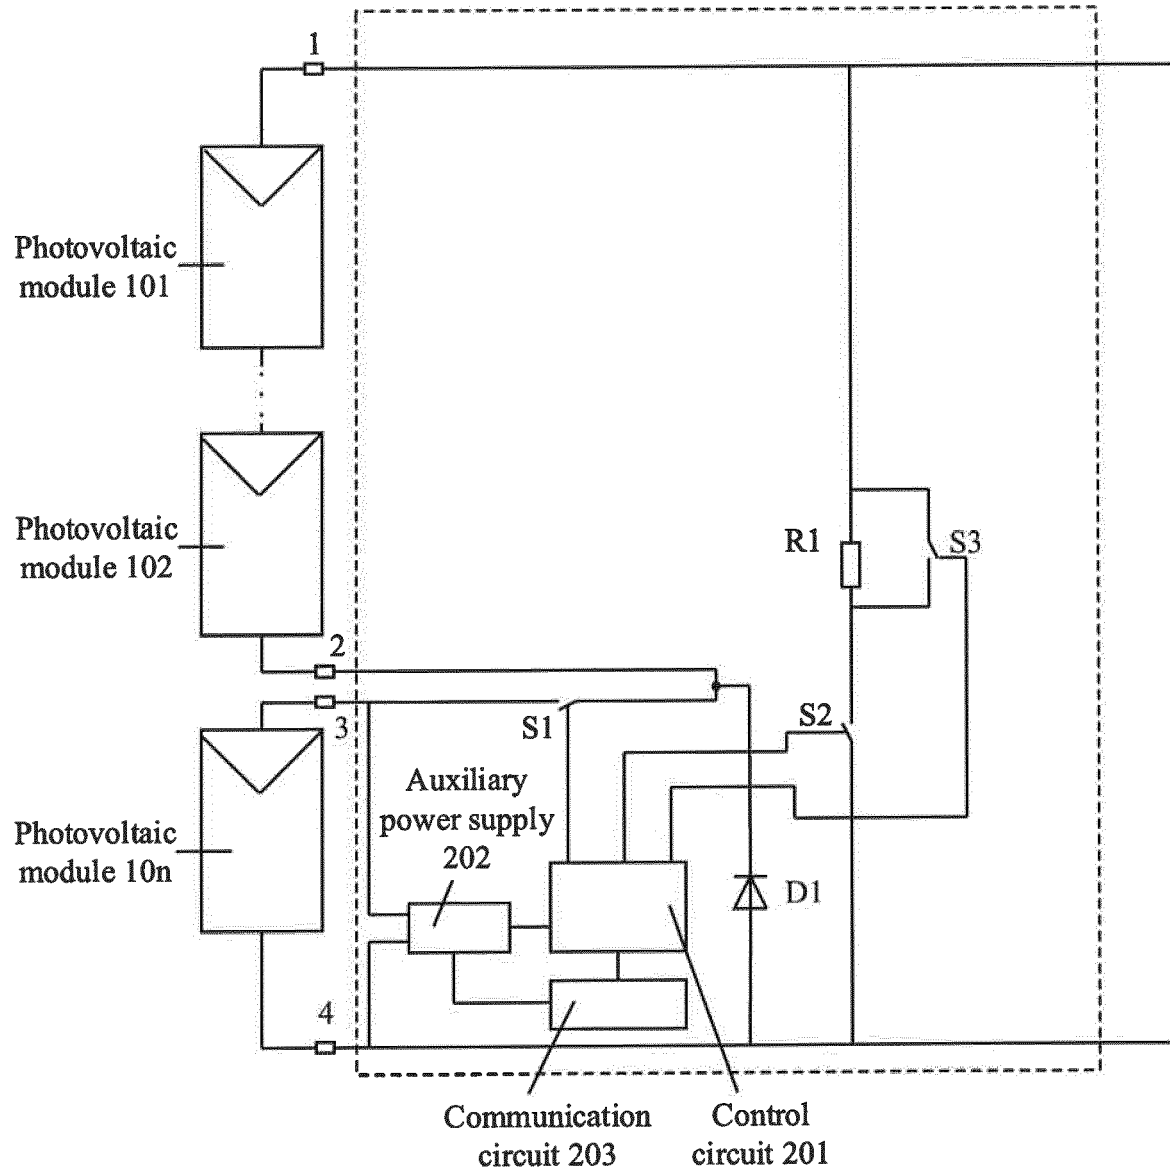 1
Photovoltaic
module 101
Photovoltaic
module 102
R1
S3
2
3
S1
S2
Auxiliary
power supply
202
Photovoltaic
module 10n
D1
4
Communication
circuit 203
Control
circuit 201